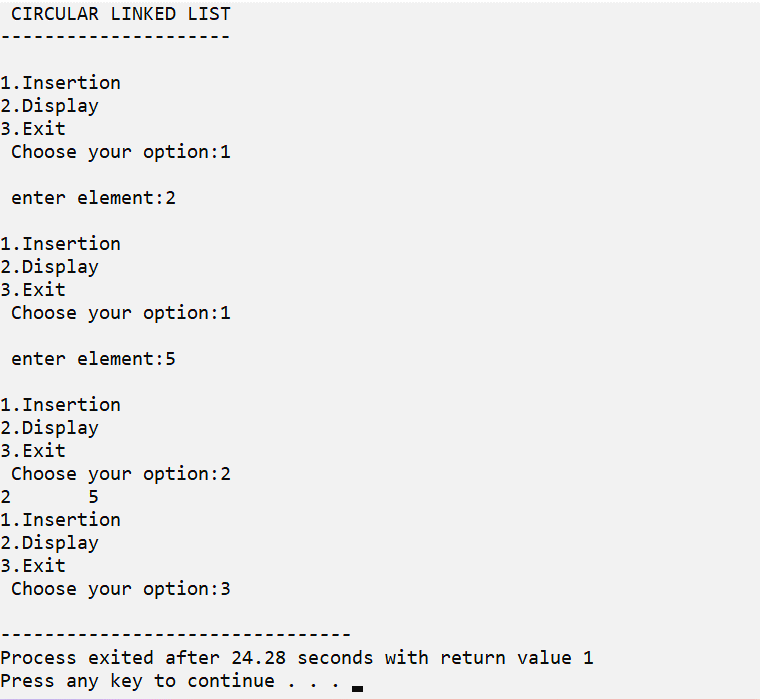 CIRCULAR LINKED LIST
---------------------
1.Insertion
2.Display
3.Exit
Choose your option:1
enter element:2
1.Insertion
2.Display
3.Exit
Choose your option:1
enter element:5
1.Insertion
2.Display
3.Exit
Choose your option:2
2       5
1.Insertion
2.Display
3.Exit
Choose your option:3
--------------------------------
Process exited after 24.28 seconds with return value 1
Press any key to continue . . .